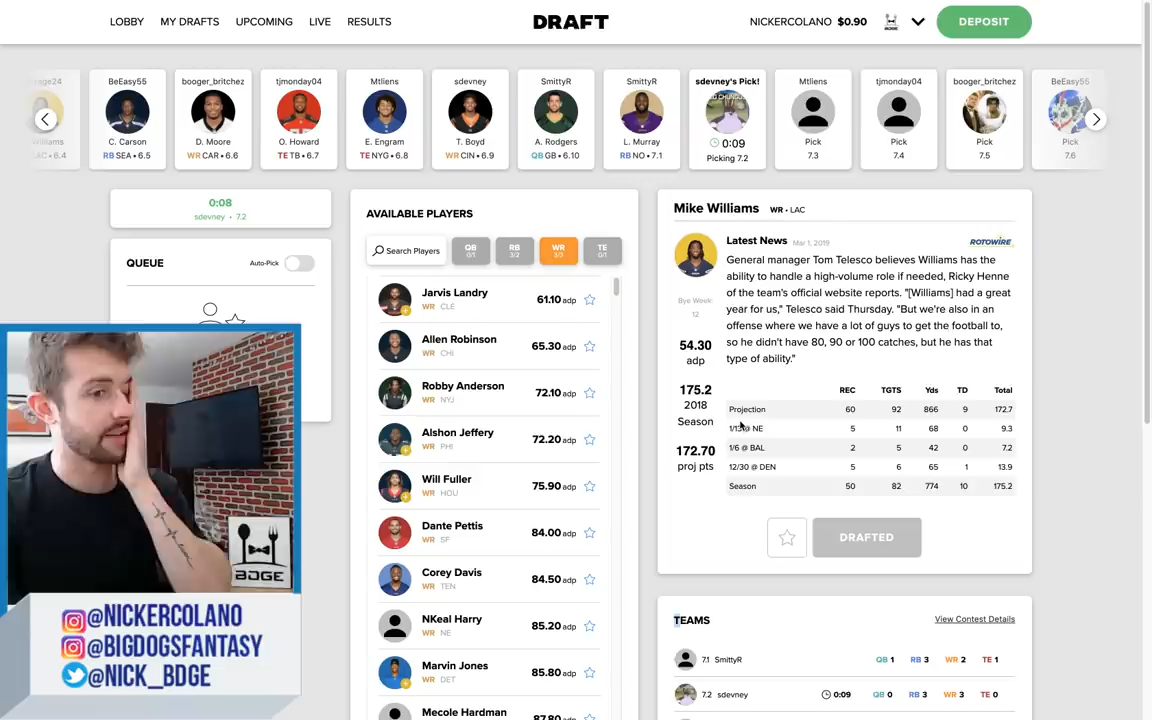 LOBBY MY DRAFTS UPCOMING LIVE RESULTS
DRAFT
NICKERCOLANO $0.90
BDGE
DEPOSIT
BeEasy55
C. Carson
RB SEA • 6.5
booger_britchez
D. Moore
WR CAR • 6.6
tjmonday04
O. Howard
TE TB • 6.7
Mtliens
E. Engram
TE NYG • 6.8
sdevney
T. Boyd
WR CIN • 6.9
SmittyR
A. Rodgers
QB GB • 6.10
SmittyR
L. Murray
RB NO • 7.1
sdevney's Pick!
0:09
Picking 7.2
Mtliens
Pick
7.3
tjmonday04
Pick
7.4
booger_britchez
Pick
7.5
BeEasy55
Pick
7.6
0:08
sdevney • 7.2
QUEUE
Auto-Pick
AVAILABLE PLAYERS
Search Players
QB
0/1
RB
3/2
WR
3/3
TE
0/1
Jarvis Landry
WR CLE
61.10 adp
Allen Robinson
WR CHI
65.30 adp
Robby Anderson
WR NYJ
72.10 adp
Alshon Jeffery
WR PHI
72.20 adp
Will Fuller
WR HOU
75.90 adp
Dante Pettis
WR SF
84.00 adp
Corey Davis
WR TEN
84.50 adp
NKeal Harry
WR NE
85.20 adp
Marvin Jones
WR DET
85.80 adp
Mecole Hardman
87.80 adp
Mike Williams WR • LAC
Latest News Mar 1, 2019
ROTOWIRE
General manager Tom Telesco believes Williams has the
ability to handle a high-volume role if needed, Ricky Henne
of the team's official website reports. "[Williams] had a great
year for us," Telesco said Thursday. "But we're also in an
offense where we have a lot of guys to get the football to,
so he didn't have 80, 90 or 100 catches, but he has that
type of ability."
Bye Week:
12
54.30
adp
175.2
2018
Season
172.70
proj pts
REC TGTS Yds TD Total
Projection 60 92 866 9 172.7
@ NE 5 11 68 0 9.3
1/6 @ BAL 2 5 42 0 7.2
12/30 @ DEN 5 6 65 1 13.9
Season 50 82 774 10 175.2
DRAFTED
TEAMS
View Contest Details
7.1 SmittyR QB 1 RB 3 WR 2 TE 1
7.2 sdevney 0:09 QB 0 RB 3 WR 3 TE 0
BDGE
@NICKERCOLANO
@BIGDOGSFANTASY
@NICK_BDGE